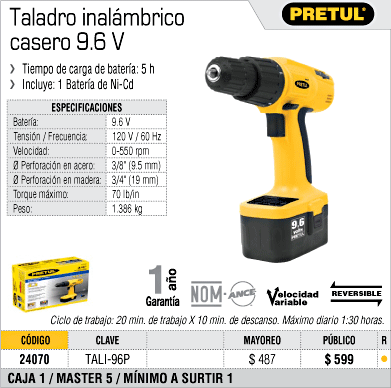 Taladro inalámbrico
casero 9.6 V
PRETUL®
❯ Tiempo de carga de batería: 5 h
❯ Incluye: 1 Batería de Ni-Cd
ESPECIFICACIONES
Batería: 9.6 V
Tensión / Frecuencia: 120 V / 60 Hz
Velocidad: 0-550 rpm
Ø Perforación en acero: 3/8" (9.5 mm)
Ø Perforación en madera: 3/4" (19 mm)
Torque máximo: 70 lb/in
Peso: 1.386 kg
PRETUL
9.6
volts
PRETUL
PRETUL
1 año
Garantía
NOM-ANCE
Velocidad
Variable
REVERSIBLE
Ciclo de trabajo: 20 min. de trabajo X 10 min. de descanso. Máximo diario 1:30 horas.
CÓDIGO CLAVE MAYOREO PÚBLICO R
24070 TALI-96P $ 487 $ 599
CAJA 1 / MASTER 5 / MÍNIMO A SURTIR 1